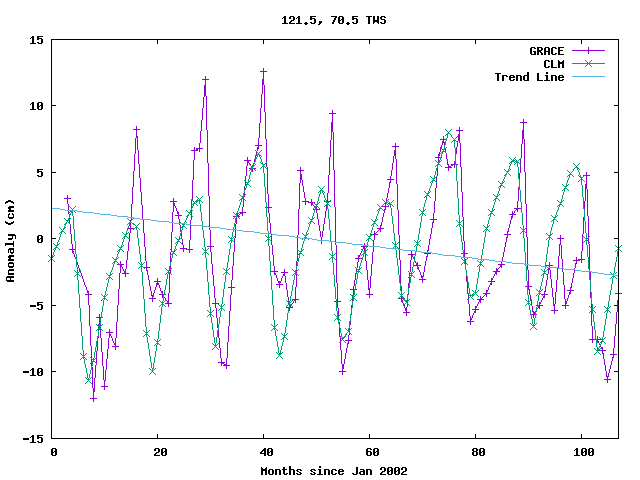 121.5, 70.5 TWS
GRACE
CLM
Trend Line
15
10
5
0
-5
-10
-15
Anomaly (cm)
0 20 40 60 80 100
Months since Jan 2002